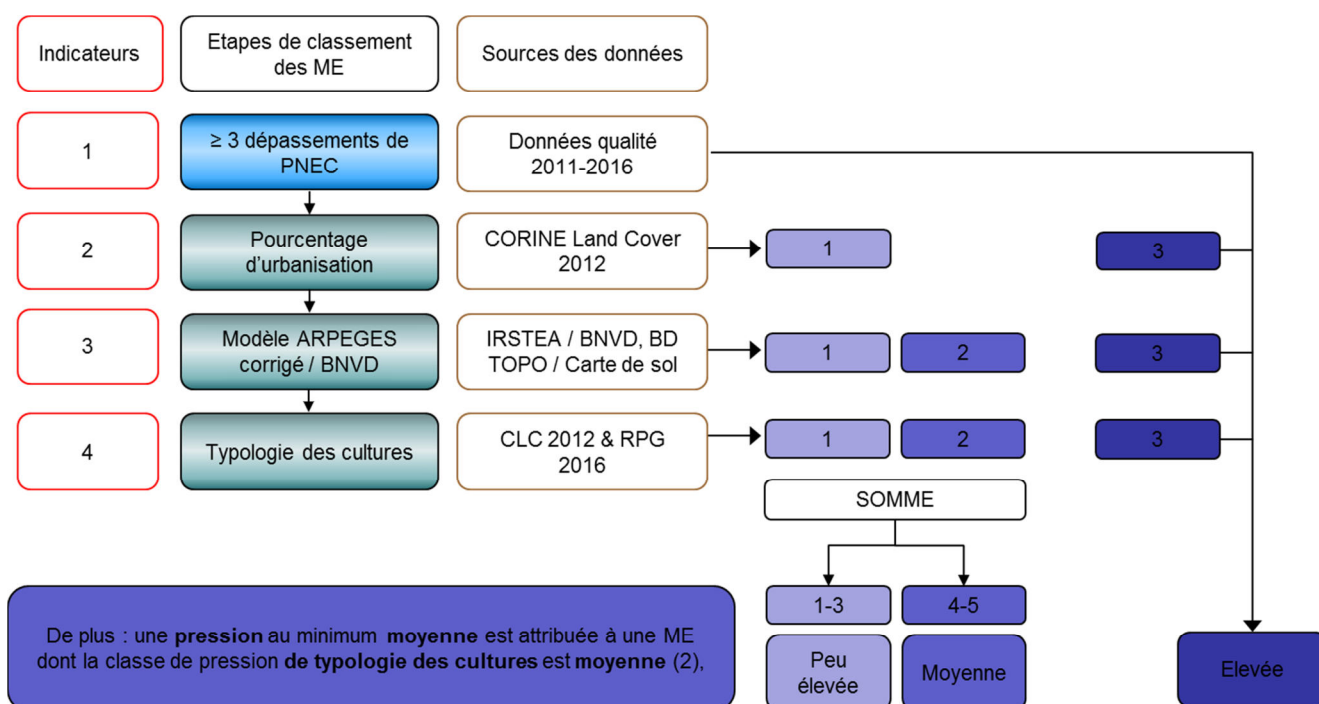 Indicateurs
Etapes de classement
des ME
Sources des données
1
≥ 3 dépassements de
PNEC
Données qualité
2011-2016
2
Pourcentage
d'urbanisation
CORINE Land Cover
2012
1
3
3
Modèle ARPEGES
corrigé / BNVD
IRSTEA / BNVD, BD
TOPO / Carte de sol
1
2
3
4
Typologie des cultures
CLC 2012 & RPG
2016
1
2
3
SOMME
1-3
4-5
De plus : une pression au minimum moyenne est attribuée à une ME
dont la classe de pression de typologie des cultures est moyenne (2),
Peu
élevée
Moyenne
Elevée